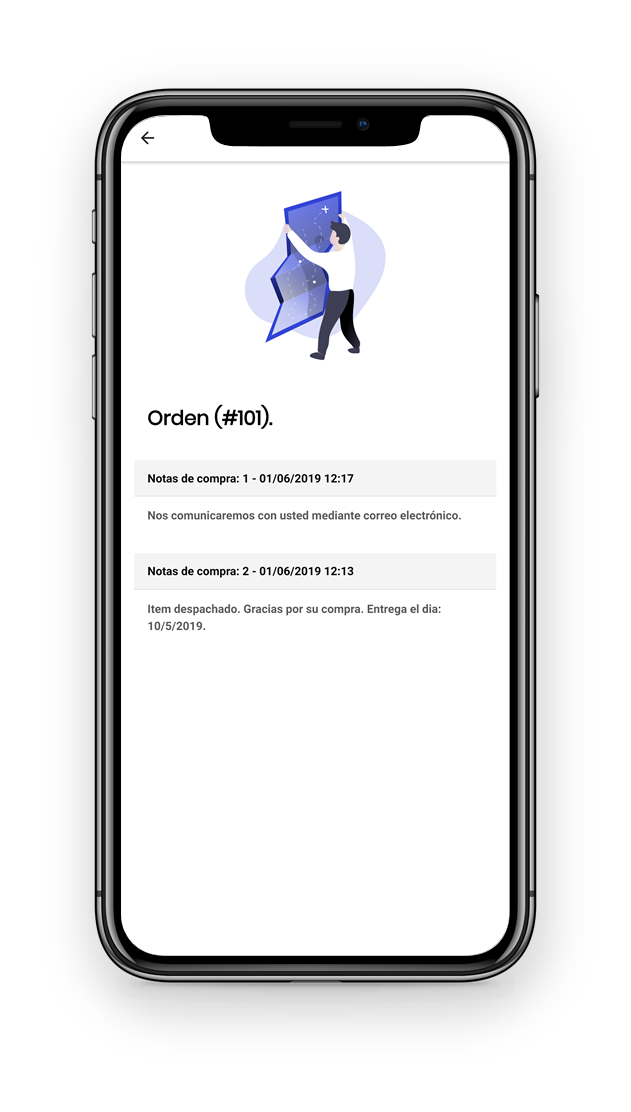 Orden (#101).
Notas de compra: 1 - 01/06/2019 12:17
Nos comunicaremos con usted mediante correo electrónico.
Notas de compra: 2 - 01/06/2019 12:13
Item despachado. Gracias por su compra. Entrega el dia:
10/5/2019.